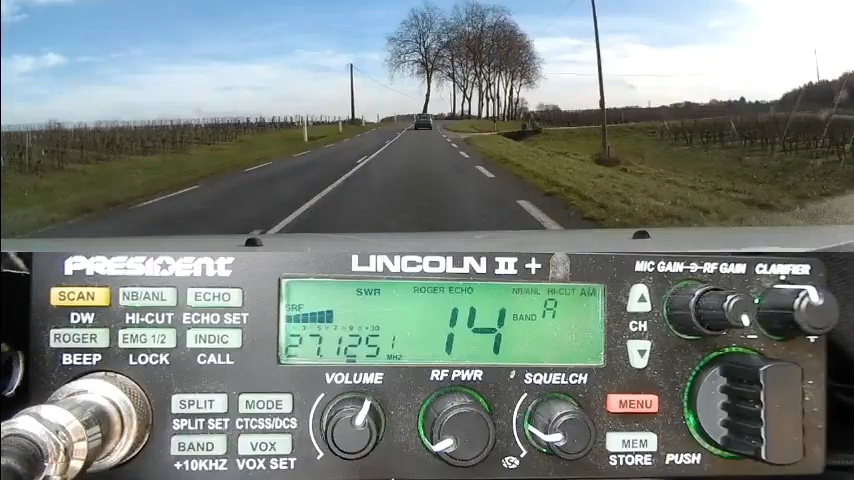 PRESIDENT
LINCOLN II +
MIC GAIN RF GAIN CLARIFIER
SCAN NB/ANL ECHO
DW HI-CUT ECHO SET
ROGER EMG 1/2 INDIC
BEEP LOCK CALL
SWR ROGER ECHO NB/ANL HI-CUT AM
SRF
27.125 MHZ
14
BAND A
CH
VOLUME RF PWR SQUELCH
SPLIT MODE
SPLIT SET CTCSS/DCS
BAND VOX
+10KHZ VOX SET
MENU
MEM
STORE PUSH